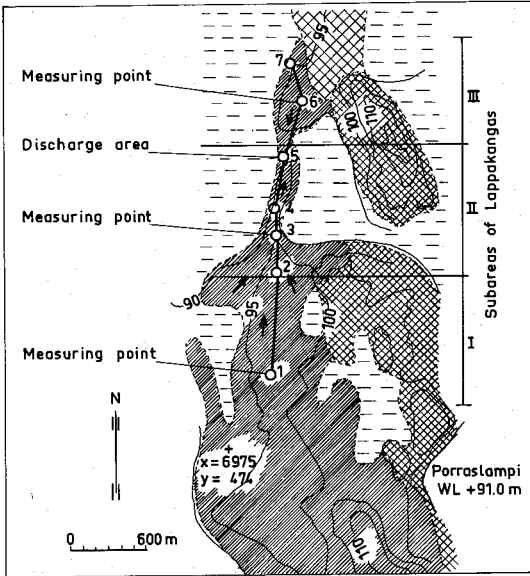 95
7
Measuring point
6
100
110
III
Discharge area
5
4
II
Measuring point
3
2
Subareas of Lappakangas
90
95
100
I
Measuring point
1
N
+
x=6975
y= 474
Porraslampi
WL +91.0 m
0 600 m
110